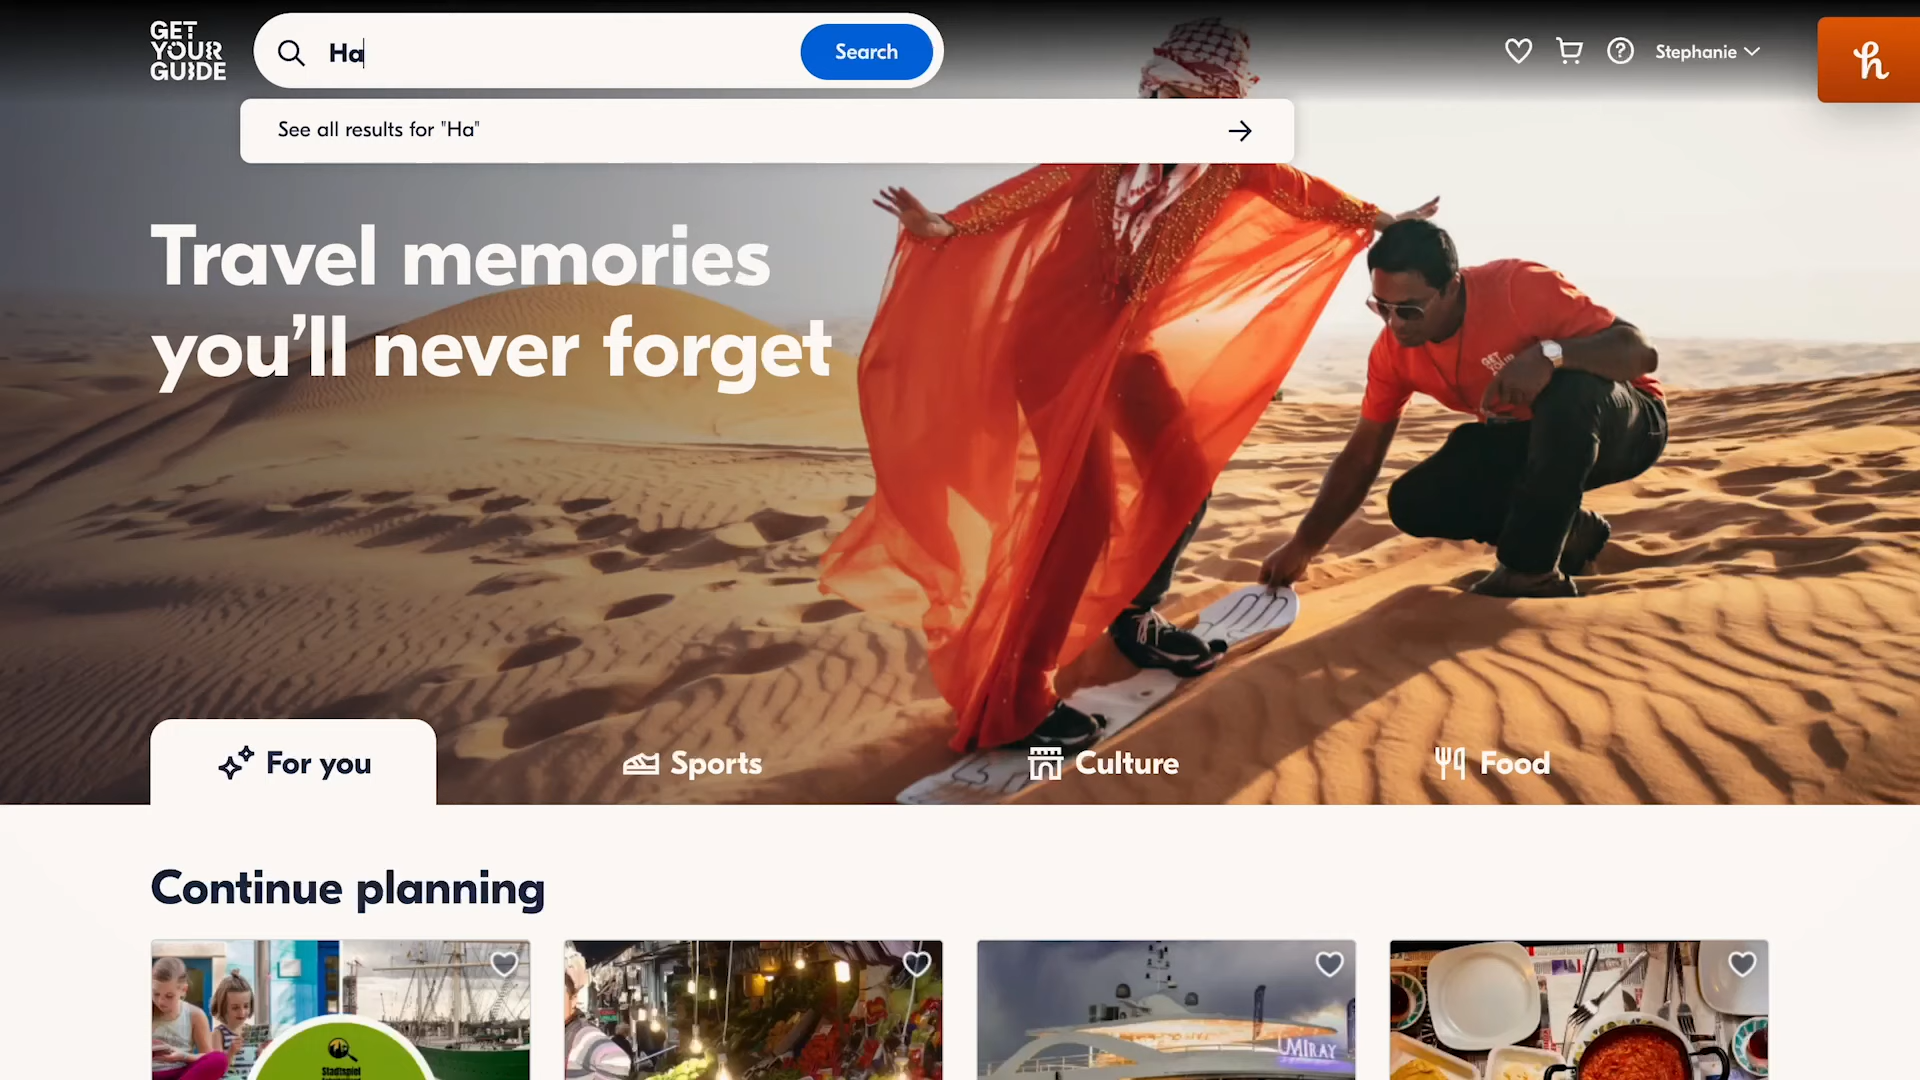 GET
YOUR
GUIDE
Ha
Search
Stephanie
h
See all results for "Ha"
Travel memories
you'll never forget
For you
Sports
Culture
Food
Continue planning
UMIRAY
Stadtspiel